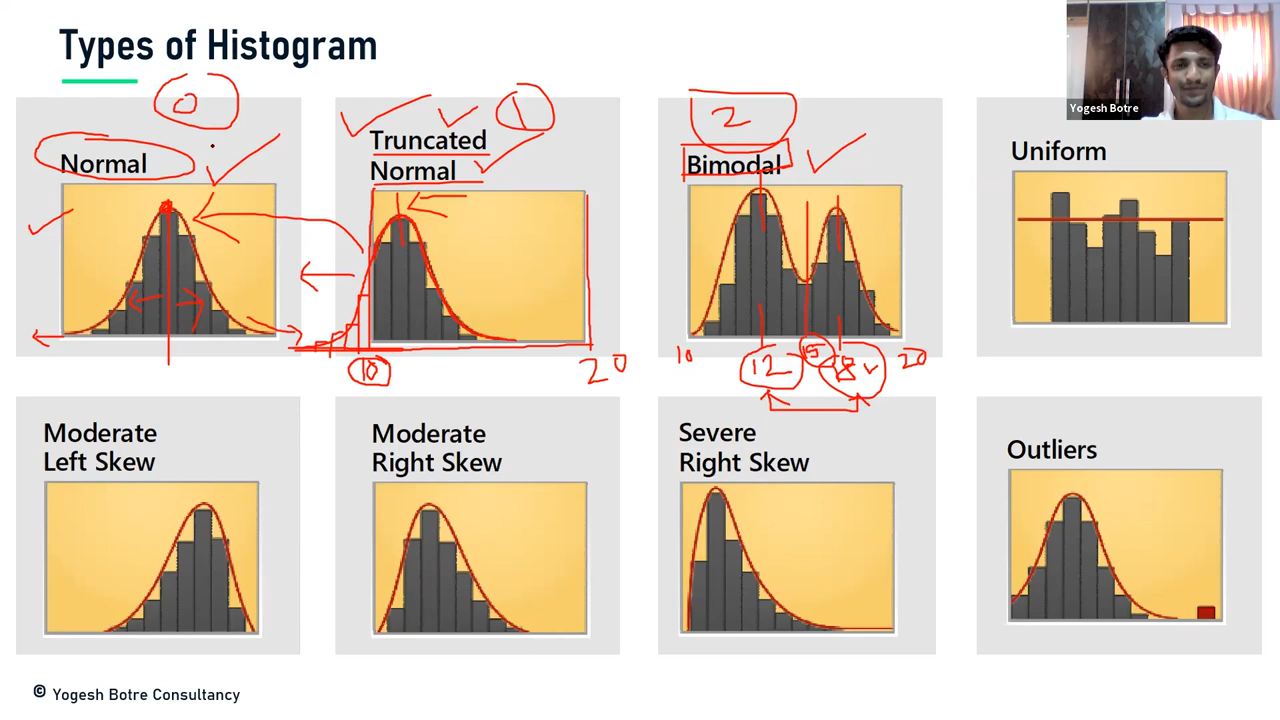 Types of Histogram
Yogesh Botre
0
1
2
Normal
Truncated
Normal
Bimodal
Uniform
10
20
10
12
15
18
20
Moderate
Left Skew
Moderate
Right Skew
Severe
Right Skew
Outliers
© Yogesh Botre Consultancy